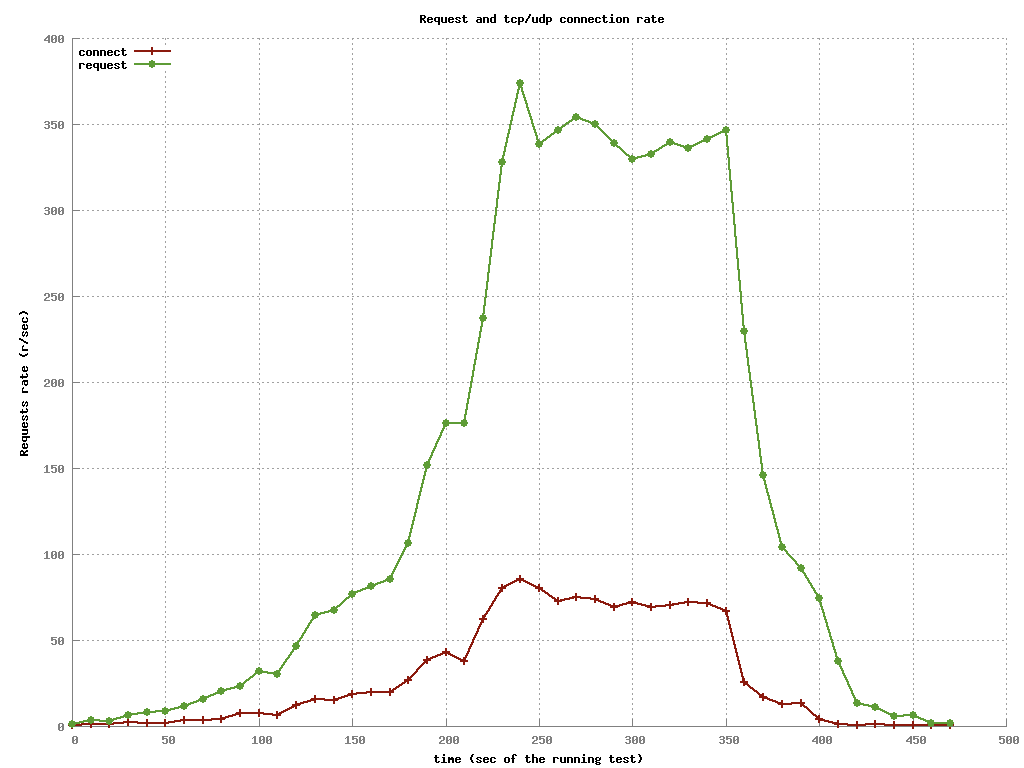 Request and tcp/udp connection rate
400
connect
request
350
300
250
200
150
100
50
0
Requests rate (r/sec)
0 50 100 150 200 250 300 350 400 450 500
time (sec of the running test)